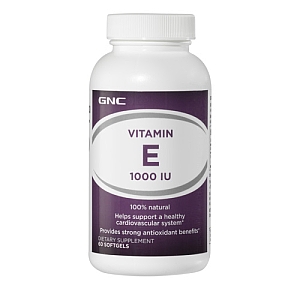 GNC
VITAMIN
E
1000 IU
100% natural
Helps support a healthy
cardiovascular system*
Provides strong antioxidant benefits*
DIETARY SUPPLEMENT
60 SOFTGELS